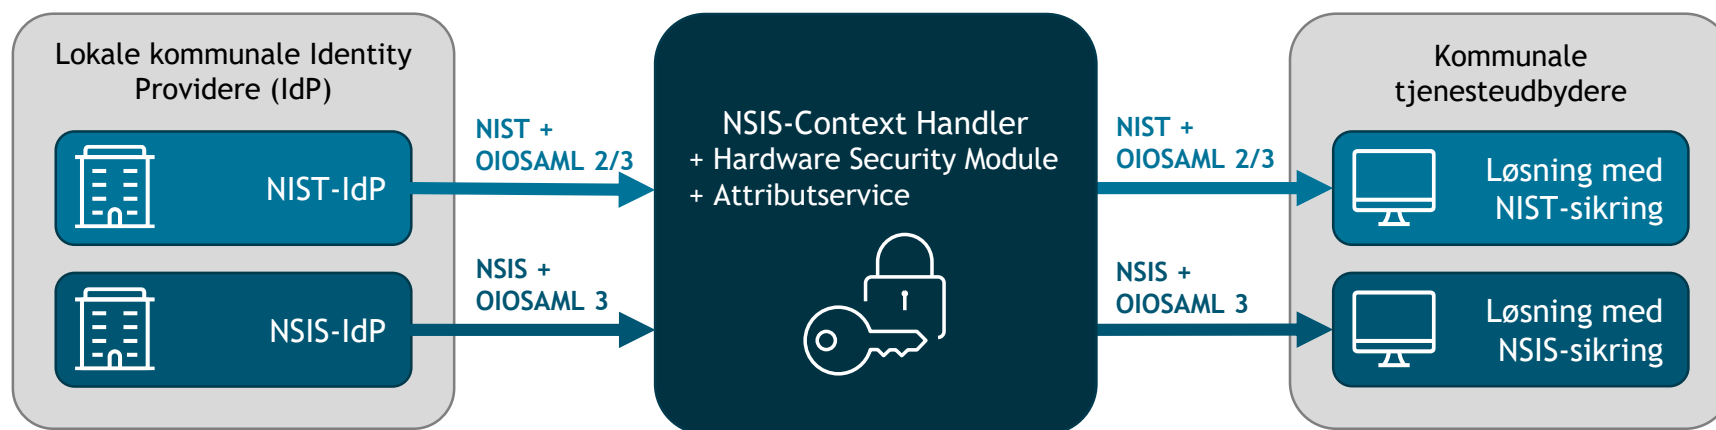 Lokale kommunale Identity
Providere (IdP)
NIST-IdP
NSIS-IdP
NIST +
OIOSAML 2/3
NSIS +
OIOSAML 3
NSIS-Context Handler
+ Hardware Security Module
+ Attributservice
NIST +
OIOSAML 2/3
NSIS +
OIOSAML 3
Kommunale
tjenesteudbydere
Løsning med
NIST-sikring
Løsning med
NSIS-sikring